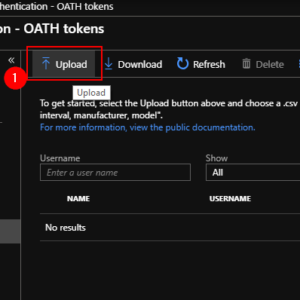 hentication - OATH tokens
on - OATH tokens
« Upload Download Refresh Delete
1
Upload
To get started, select the Upload button above and choose a .csv
interval, manufacturer, model".
For more information, view the public documentation.
Username Show
Enter a user name All
NAME USERNAME
No results